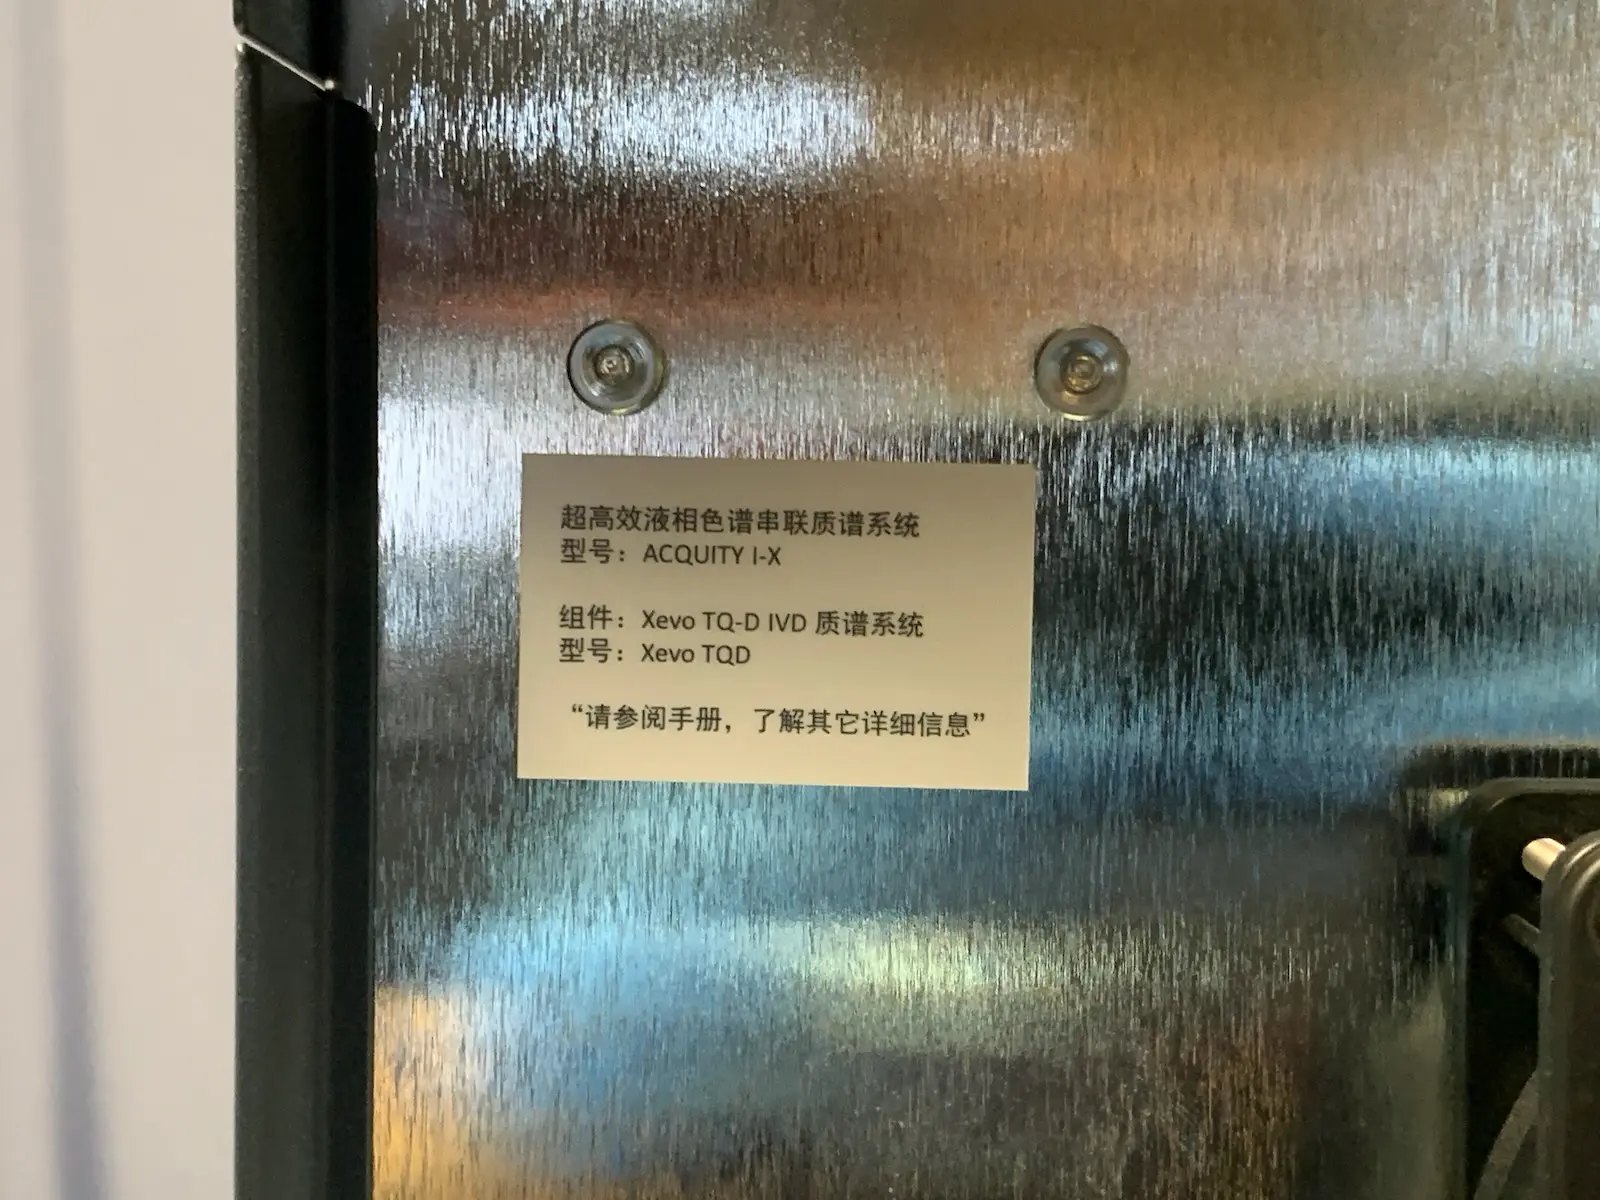 超高效液相色谱串联质谱系统
型号：ACQUITY I-X
组件：Xevo TQ-D IVD 质谱系统
型号：Xevo TQD
“请参阅手册，了解其它详细信息”